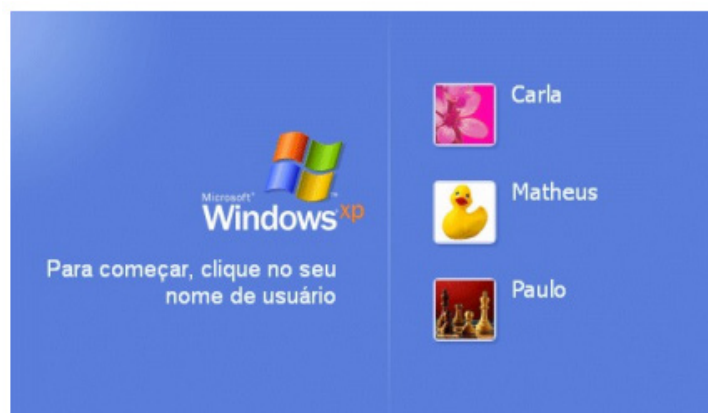 Microsoft
Windows xp
Para começar, clique no seu
nome de usuário
Carla
Matheus
Paulo